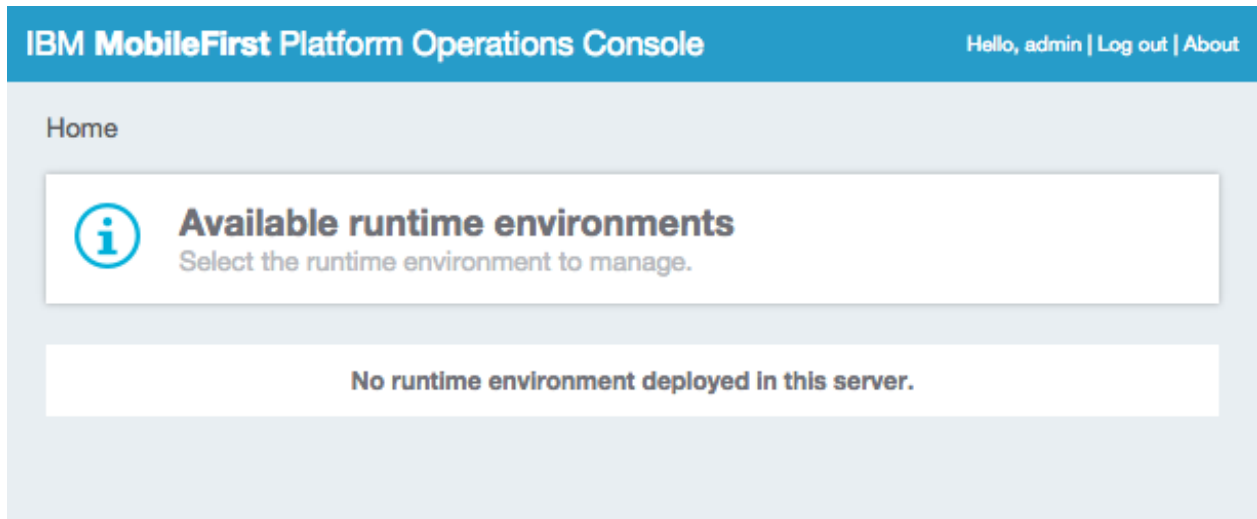 IBM MobileFirst Platform Operations Console
Hello, admin | Log out | About
Home
Available runtime environments
Select the runtime environment to manage.
No runtime environment deployed in this server.